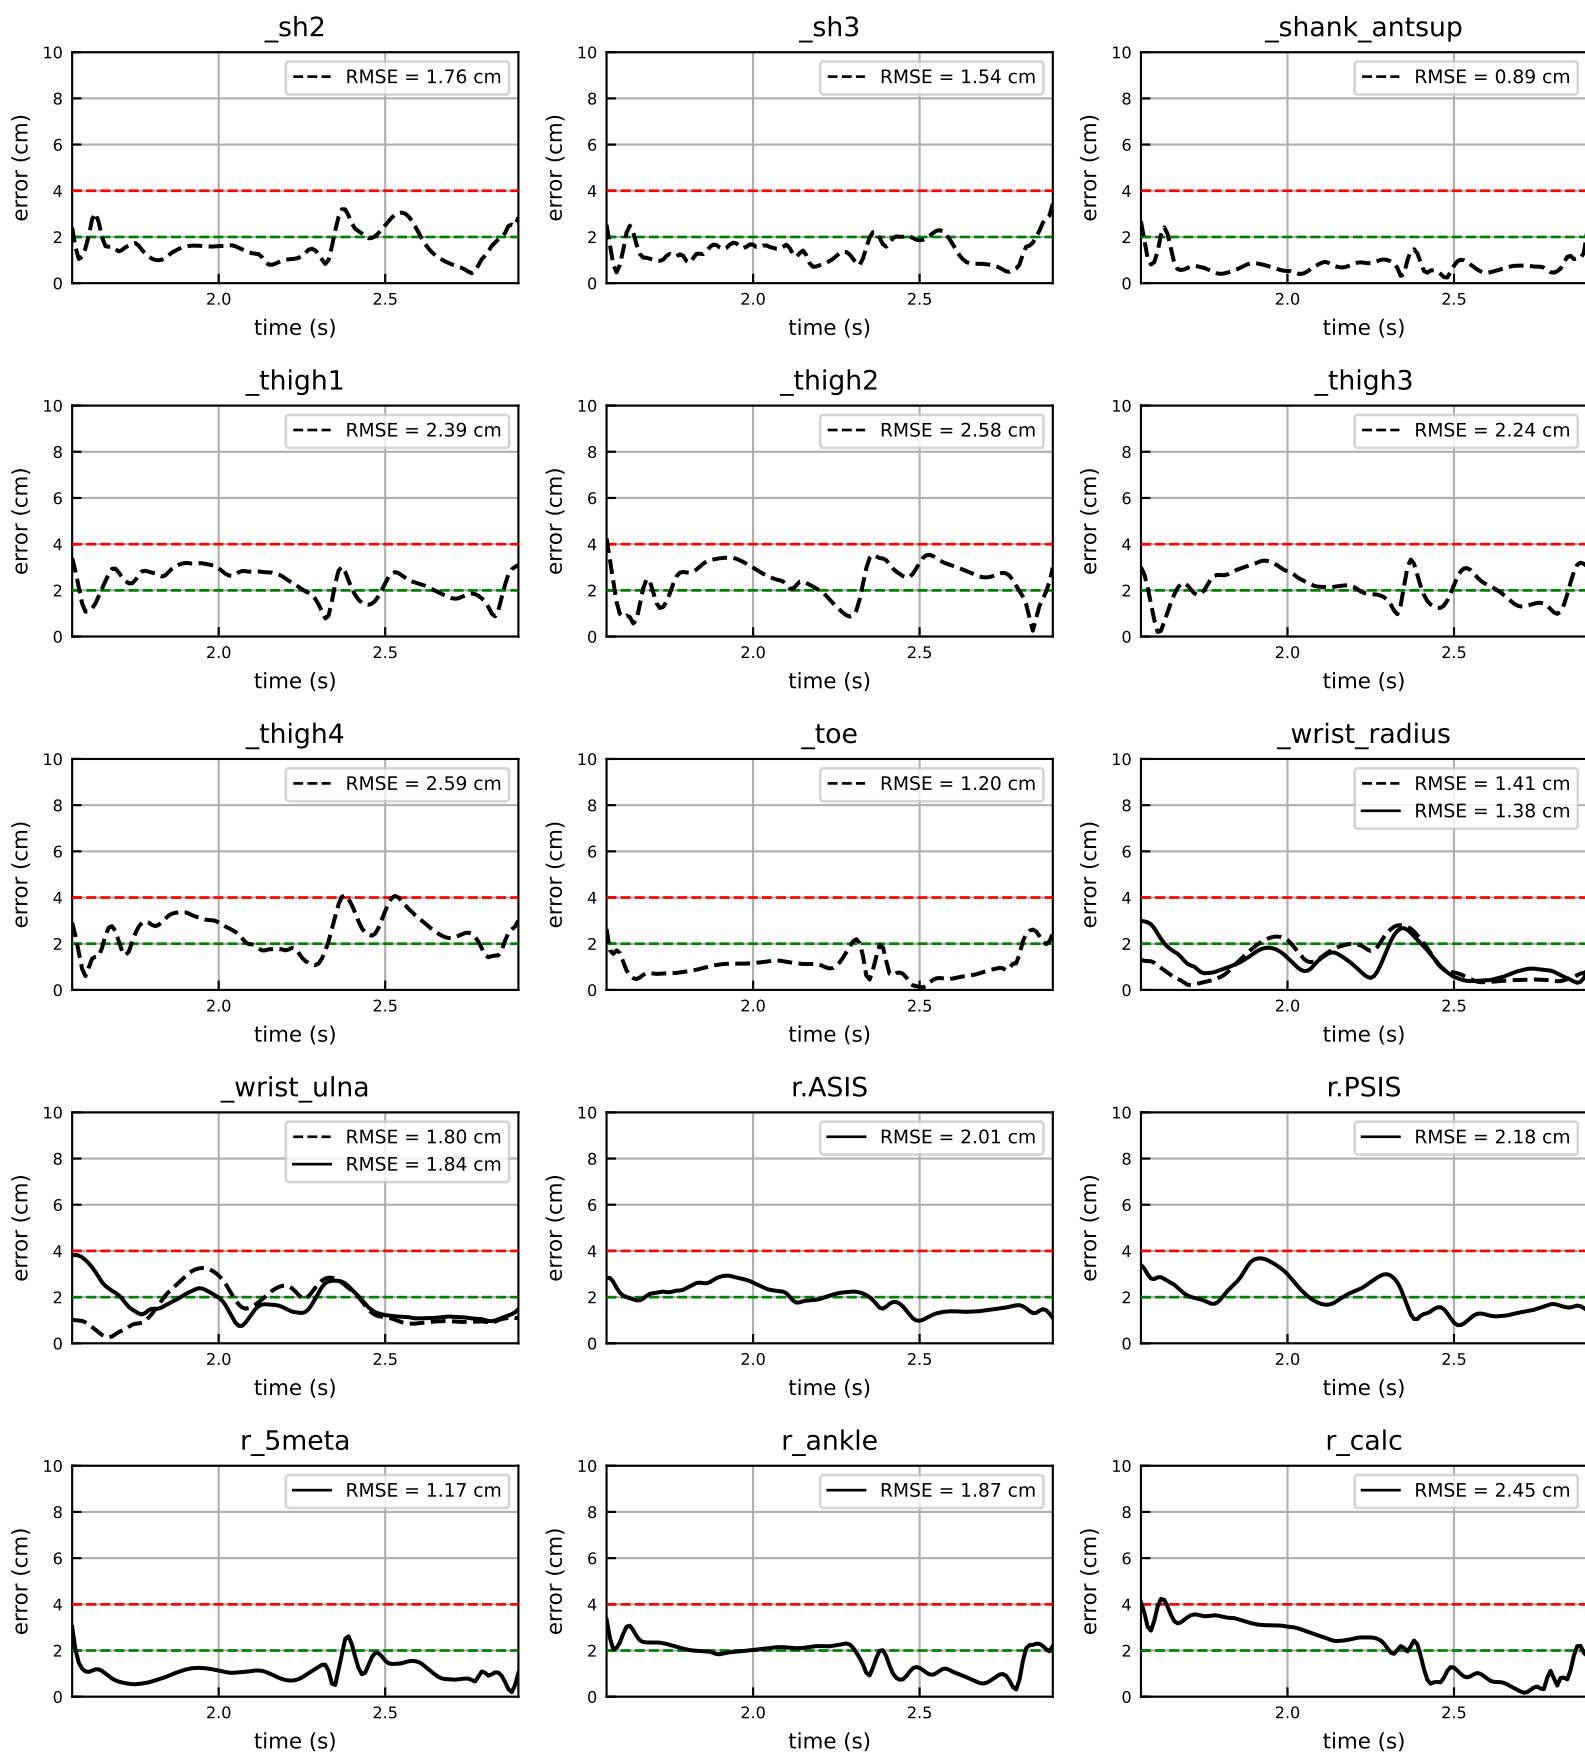 _sh2
_sh3
_shank_antsup
10
8
6
4
2
0
error (cm)
RMSE = 1.76 cm
2.0
2.5
time (s)
10
8
6
4
2
0
error (cm)
RMSE = 1.54 cm
2.0
2.5
time (s)
10
8
6
4
2
0
error (cm)
RMSE = 0.89 cm
2.0
2.5
time (s)
_thigh1
_thigh2
_thigh3
10
8
6
4
2
0
error (cm)
RMSE = 2.39 cm
2.0
2.5
time (s)
10
8
6
4
2
0
error (cm)
RMSE = 2.58 cm
2.0
2.5
time (s)
10
8
6
4
2
0
error (cm)
RMSE = 2.24 cm
2.0
2.5
time (s)
_thigh4
_toe
_wrist_radius
10
8
6
4
2
0
error (cm)
RMSE = 2.59 cm
2.0
2.5
time (s)
10
8
6
4
2
0
error (cm)
RMSE = 1.20 cm
2.0
2.5
time (s)
10
8
6
4
2
0
error (cm)
RMSE = 1.41 cm
RMSE = 1.38 cm
2.0
2.5
time (s)
_wrist_ulna
r.ASIS
r.PSIS
10
8
6
4
2
0
error (cm)
RMSE = 1.80 cm
RMSE = 1.84 cm
2.0
2.5
time (s)
10
8
6
4
2
0
error (cm)
RMSE = 2.01 cm
2.0
2.5
time (s)
10
8
6
4
2
0
error (cm)
RMSE = 2.18 cm
2.0
2.5
time (s)
r_5meta
r_ankle
r_calc
10
8
6
4
2
0
error (cm)
RMSE = 1.17 cm
2.0
2.5
time (s)
10
8
6
4
2
0
error (cm)
RMSE = 1.87 cm
2.0
2.5
time (s)
10
8
6
4
2
0
error (cm)
RMSE = 2.45 cm
2.0
2.5
time (s)